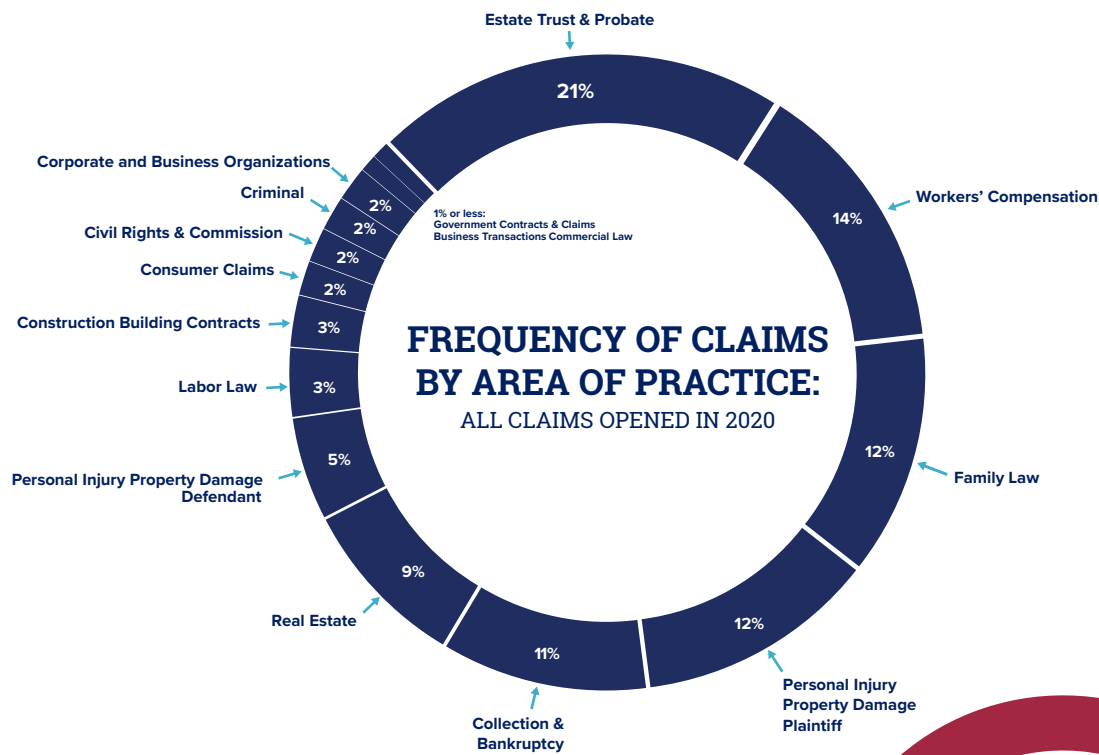 Estate Trust & Probate
21%
Corporate and Business Organizations
2%
Criminal
2%
Civil Rights & Commission
2%
Consumer Claims
2%
Construction Building Contracts
3%
Labor Law
3%
Personal Injury Property Damage
Defendant
5%
Real Estate
9%
Collection &
Bankruptcy
11%
Personal Injury
Property Damage
Plaintiff
12%
Family Law
12%
Workers' Compensation
14%
1% or less:
Government Contracts & Claims
Business Transactions Commercial Law
FREQUENCY OF CLAIMS
BY AREA OF PRACTICE:
ALL CLAIMS OPENED IN 2020